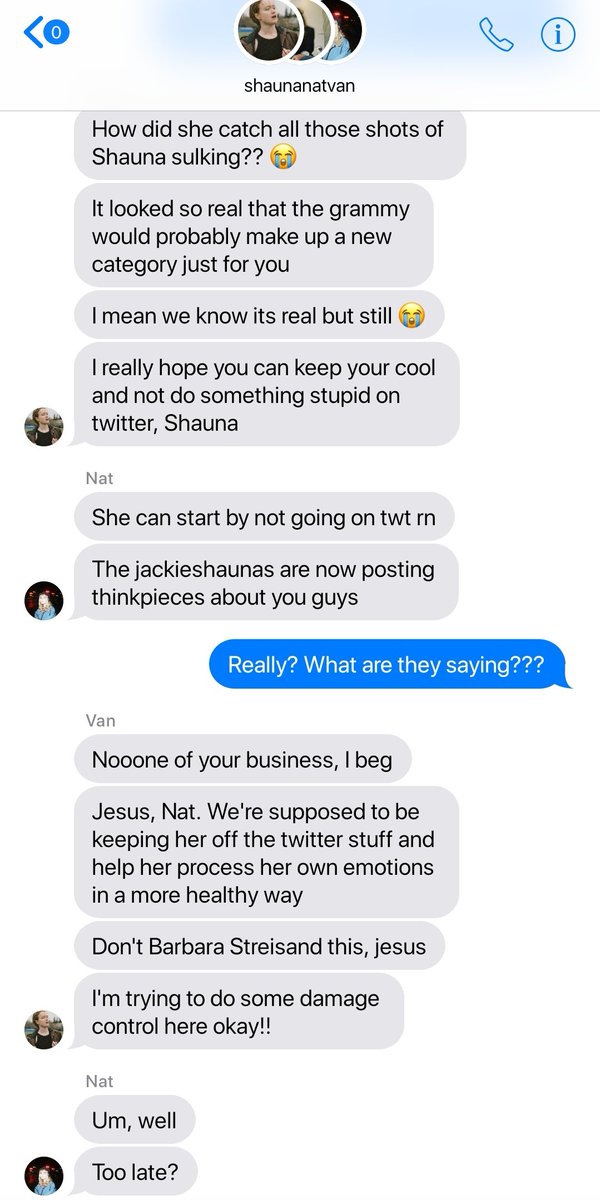 0
shaunanatvan
How did she catch all those shots of
Shauna sulking?? 😭
It looked so real that the grammy
would probably make up a new
category just for you
I mean we know its real but still 😭
I really hope you can keep your cool
and not do something stupid on
twitter, Shauna
Nat
She can start by not going on twt rn
The jackieshaunas are now posting
thinkpieces about you guys
Really? What are they saying???
Van
Nooone of your business, I beg
Jesus, Nat. We're supposed to be
keeping her off the twitter stuff and
help her process her own emotions
in a more healthy way
Don't Barbara Streisand this, jesus
I'm trying to do some damage
control here okay!!
Nat
Um, well
Too late?